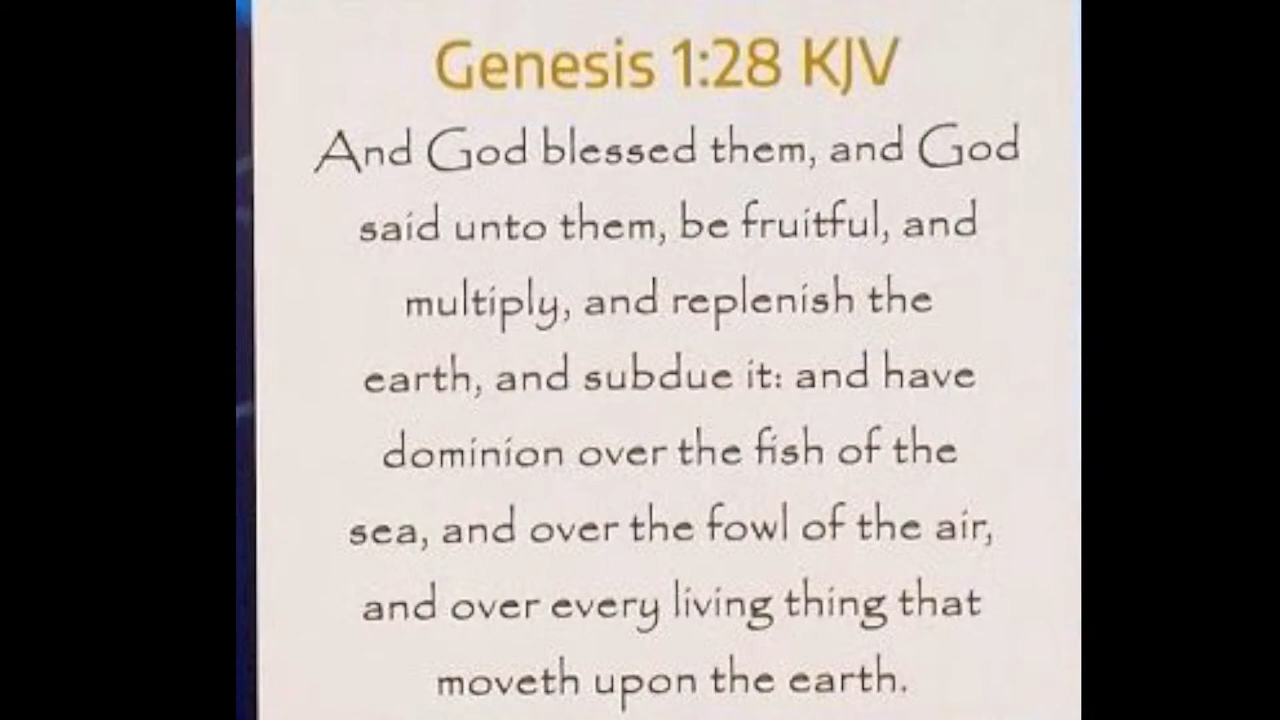 Genesis 1:28 KJV
And God blessed them, and God
said unto them, be fruitful, and
multiply, and replenish the
earth, and subdue it: and have
dominion over the fish of the
sea, and over the fowl of the air,
and over every living thing that
moveth upon the earth.